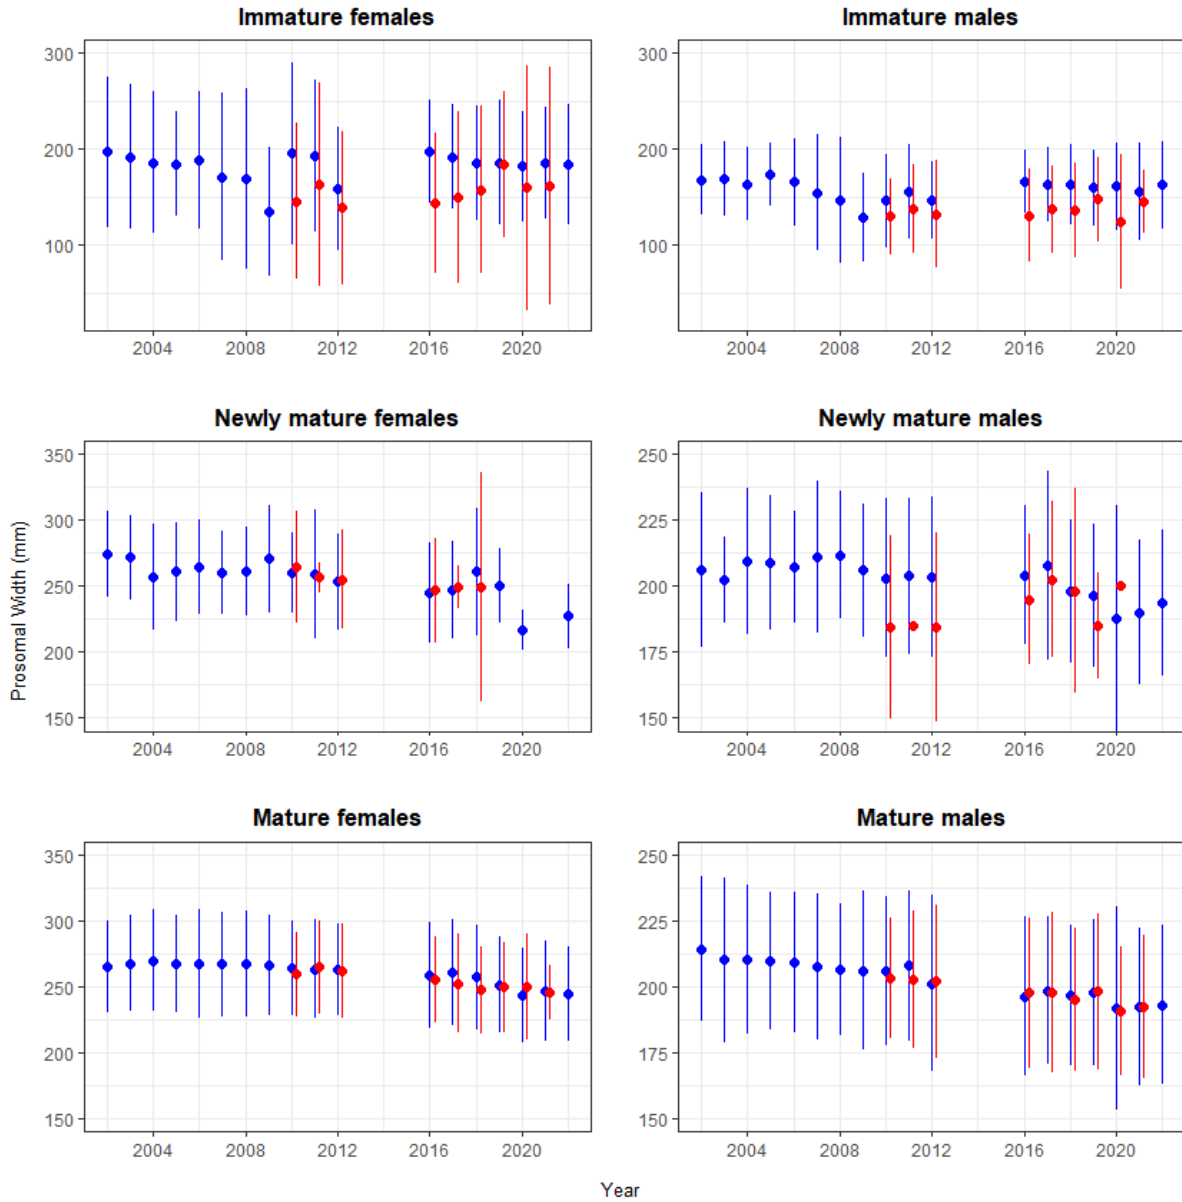 Immature females
Immature males
300
200
100
2004 2008 2012 2016 2020
300
200
100
2004 2008 2012 2016 2020
Newly mature females
Newly mature males
350
300
250
200
150
2004 2008 2012 2016 2020
250
225
200
175
150
2004 2008 2012 2016 2020
Prosomal Width (mm)
Mature females
Mature males
350
300
250
200
150
2004 2008 2012 2016 2020
250
225
200
175
150
2004 2008 2012 2016 2020
Year